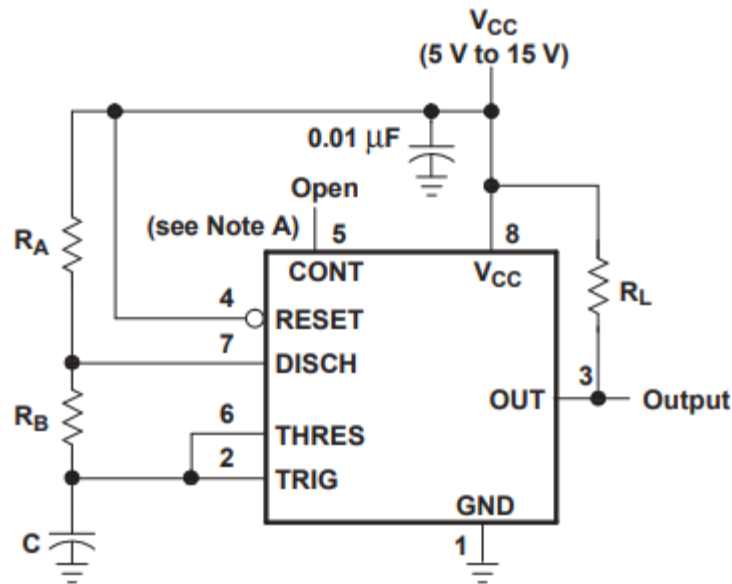 VCC
(5 V to 15 V)
0.01 μF
Open
(see Note A)
5
8
CONT
VCC
RA
4
RESET
RL
7
DISCH
3
OUT
Output
RB
6
THRES
2
TRIG
GND
C
1